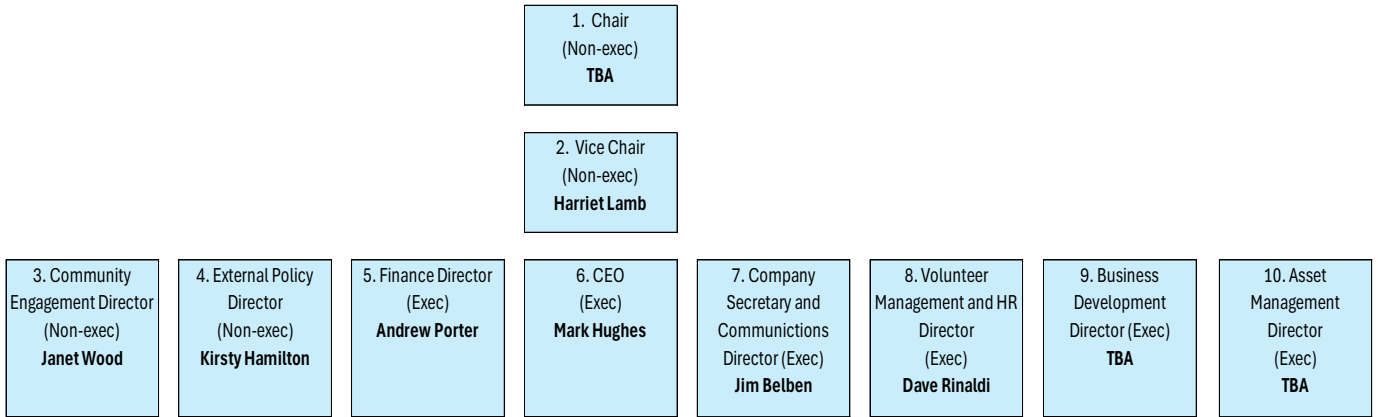 1. Chair
(Non-exec)
TBA
2. Vice Chair
(Non-exec)
Harriet Lamb
3. Community
Engagement Director
(Non-exec)
Janet Wood
4. External Policy
Director
(Non-exec)
Kirsty Hamilton
5. Finance Director
(Exec)
Andrew Porter
6. CEO
(Exec)
Mark Hughes
7. Company
Secretary and
Communictions
Director (Exec)
Jim Belben
8. Volunteer
Management and HR
Director
(Exec)
Dave Rinaldi
9. Business
Development
Director (Exec)
TBA
10. Asset
Management
Director
(Exec)
TBA